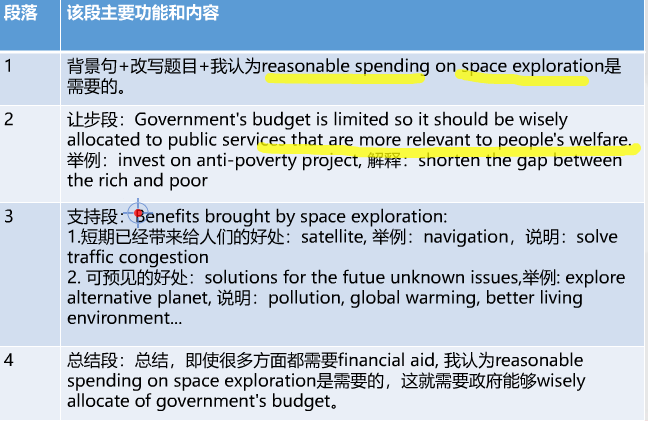 段落 该段主要功能和内容
1 背景句+改写题目+我认为reasonable spending on space exploration是
需要的。
2 让步段：Government's budget is limited so it should be wisely
allocated to public services that are more relevant to people's welfare.
举例：invest on anti-poverty project, 解释：shorten the gap between
the rich and poor
3 支持段：Benefits brought by space exploration:
1.短期已经带来给人们的好处：satellite, 举例：navigation，说明：solve
traffic congestion
2. 可预见的好处：solutions for the futue unknown issues,举例: explore
alternative planet, 说明：pollution, global warming, better living
environment...
4 总结段：总结，即使很多方面都需要financial aid, 我认为reasonable
spending on space exploration是需要的，这就需要政府能够wisely
allocate of government's budget。